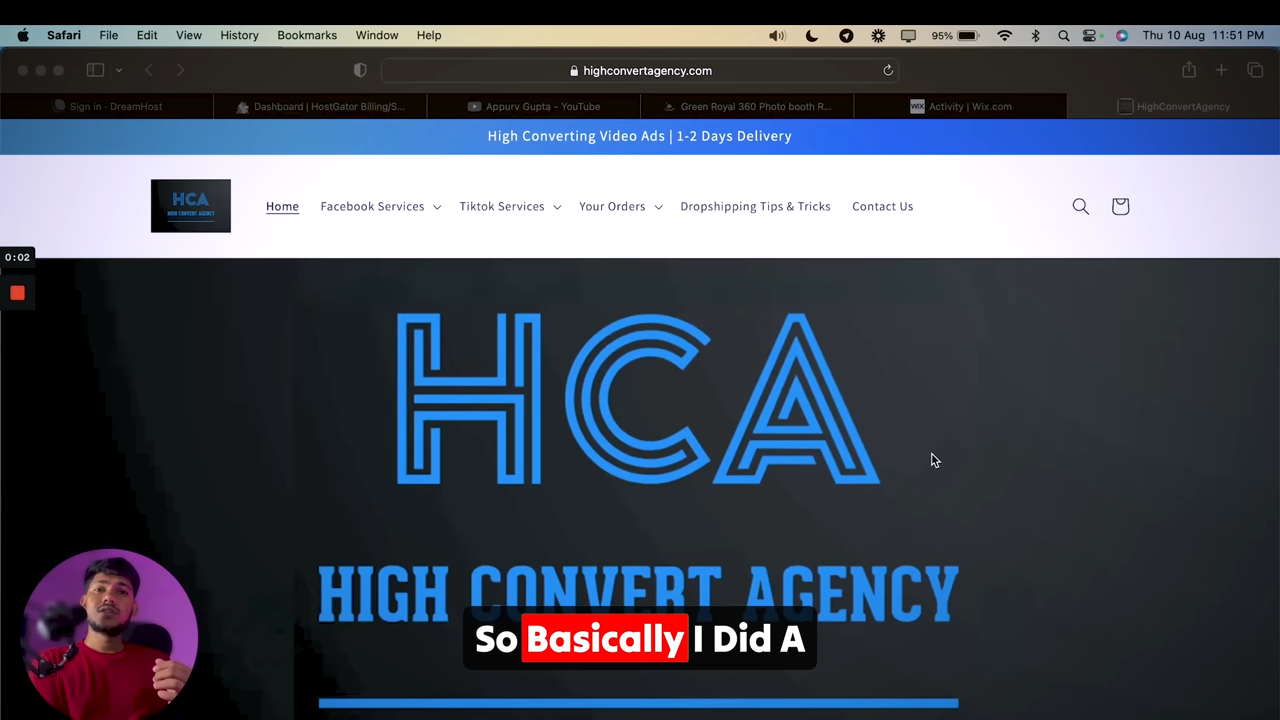 Safari File Edit View History Bookmarks Window Help 95% Thu 10 Aug 11:51 PM
highconvertagency.com
Sign in - DreamHost Dashboard | HostGator Billing/S... Appurv Gupta - YouTube Green Royal 360 Photo booth R... WIX Activity | Wix.com HighConvertAgency
High Converting Video Ads | 1-2 Days Delivery
HCA
HIGH CONVERT AGENCY
Home Facebook Services Tiktok Services Your Orders Dropshipping Tips & Tricks Contact Us
0:02
HCA
HIGH CONVERT AGENCY
So Basically I Did A